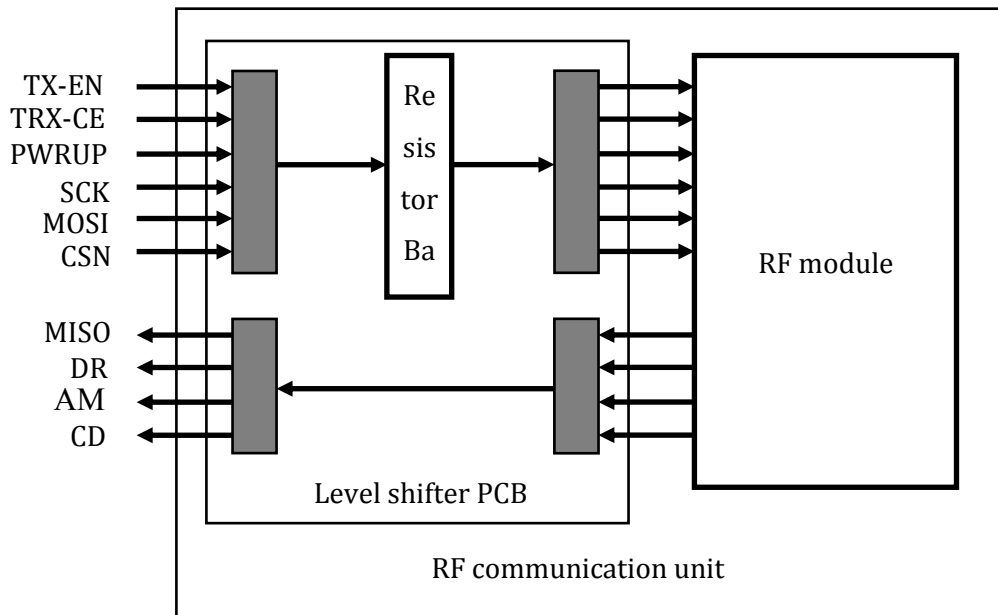 TX-EN
TRX-CE
PWRUP
SCK
MOSI
CSN
Re
sis
tor
Ba
RF module
MISO
DR
AM
CD
Level shifter PCB
RF communication unit